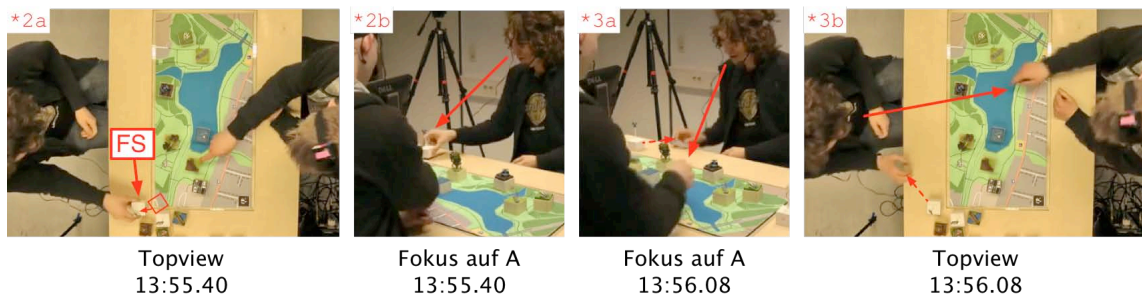 *2a
*2b
*3a
*3b
FS
DELL
Topview
13:55.40
Fokus auf A
13:55.40
Fokus auf A
13:56.08
Topview
13:56.08